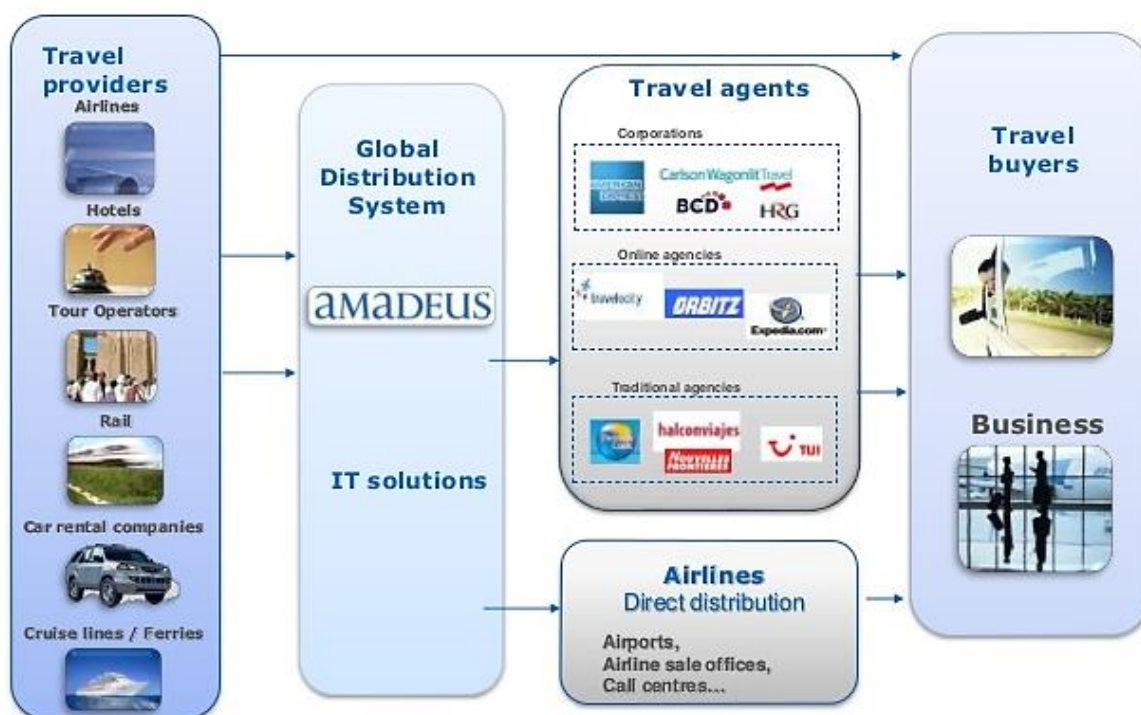 Travel
providers
Airlines
Hotels
Tour Operators
Rail
Car rental companies
Cruise lines / Ferries
Global
Distribution
System
amadeus
IT solutions
Travel agents
Corporations
AMERICAN
EXPRESS
Carlson Wagonlit Travel
BCD
HRG
Online agencies
travelocity
ORBITZ
Expedia.com
Traditional agencies
halconviajes
NOUVELLES
FRONTIERES
TUI
Airlines
Direct distribution
Airports,
Airline sale offices,
Call centres...
Travel
buyers
Business